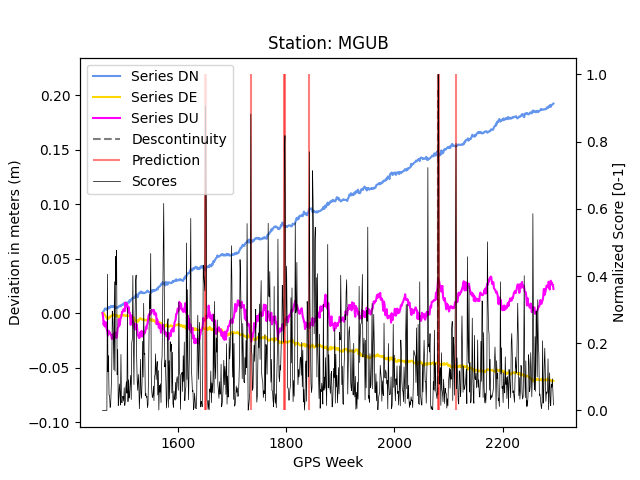 Station: MGUB
Series DN
Series DE
Series DU
Discontinuity
Prediction
Scores
0.20
0.15
0.10
0.05
0.00
−0.05
−0.10
Deviation in meters (m)
1.0
0.8
0.6
0.4
0.2
0.0
Normalized Score [0-1]
1600
1800
2000
2200
GPS Week